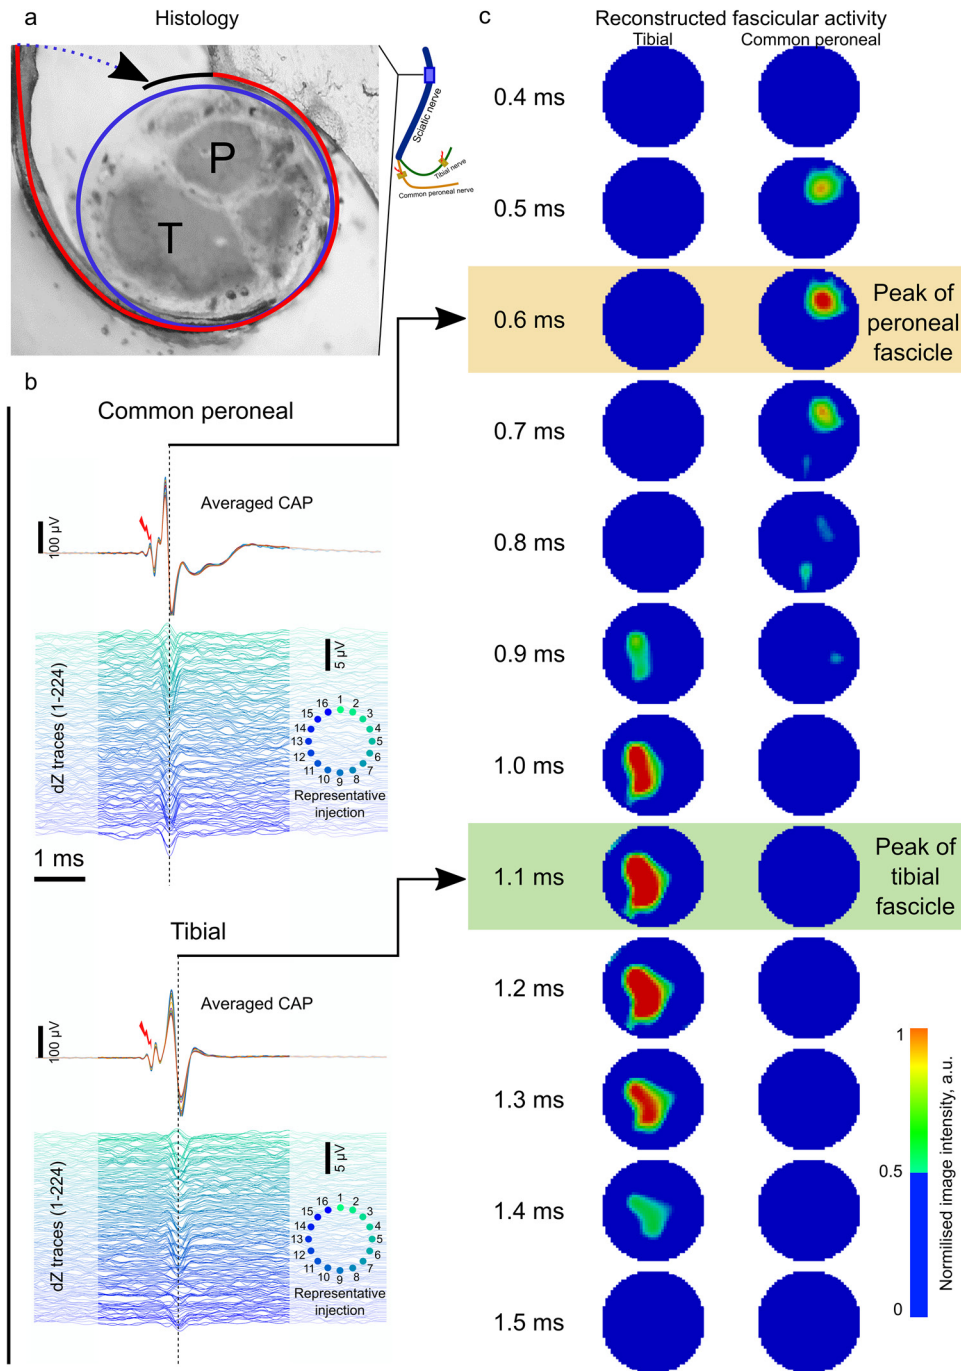 a
Histology
P
T
Sciatic nerve
Tibial nerve
Common peroneal nerve
b
Common peroneal
Averaged CAP
100 µV
dZ traces (1-224)
5 µV
1
2
3
4
5
6
7
8
9
10
11
12
13
14
15
16
Representative
injection
1 ms
Tibial
Averaged CAP
100 µV
dZ traces (1-224)
5 µV
1
2
3
4
5
6
7
8
9
10
11
12
13
14
15
16
Representative
injection
c
Reconstructed fascicular activity
Tibial
Common peroneal
0.4 ms
0.5 ms
0.6 ms
Peak of
peroneal
fascicle
0.7 ms
0.8 ms
0.9 ms
1.0 ms
1.1 ms
Peak of
tibial
fascicle
1.2 ms
1.3 ms
1.4 ms
1.5 ms
1
0.5
0
Normilised image intensity, a.u.